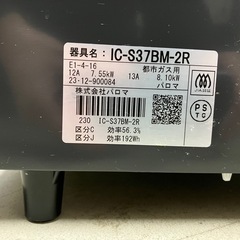 器具名: IC-S37BM-2R
E1-4-16 都市ガス用
12A 7.55kW 13A 8.10kW
23·12-900084 パロマ
株式会社パロマ
230 IC-S37BM-2R
区分C 効率56.3%
区分J 効率192Wh
PS
TG